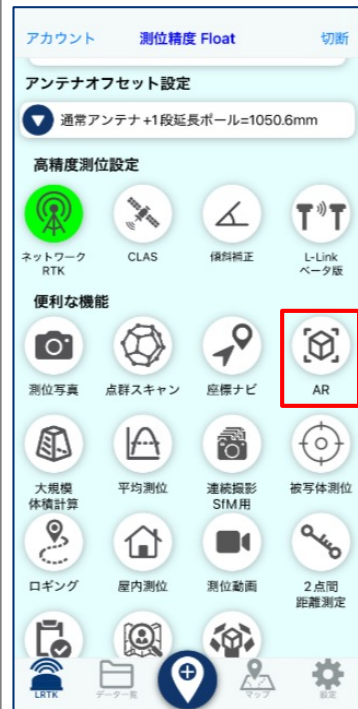 アカウント 測位精度 Float 切断
アンテナオフセット設定
通常アンテナ+1段延長ポール=1050.6mm
高精度測位設定
ネットワーク
RTK
CLAS
傾斜補正
L-Link
ベータ版
便利な機能
測位写真
点群スキャン
座標ナビ
AR
大規模
体積計算
平均測位
連続撮影
SfM用
被写体測位
ロギング
屋内測位
測位動画
2点間
距離測定
LRTK
データ一覧
マップ
設定